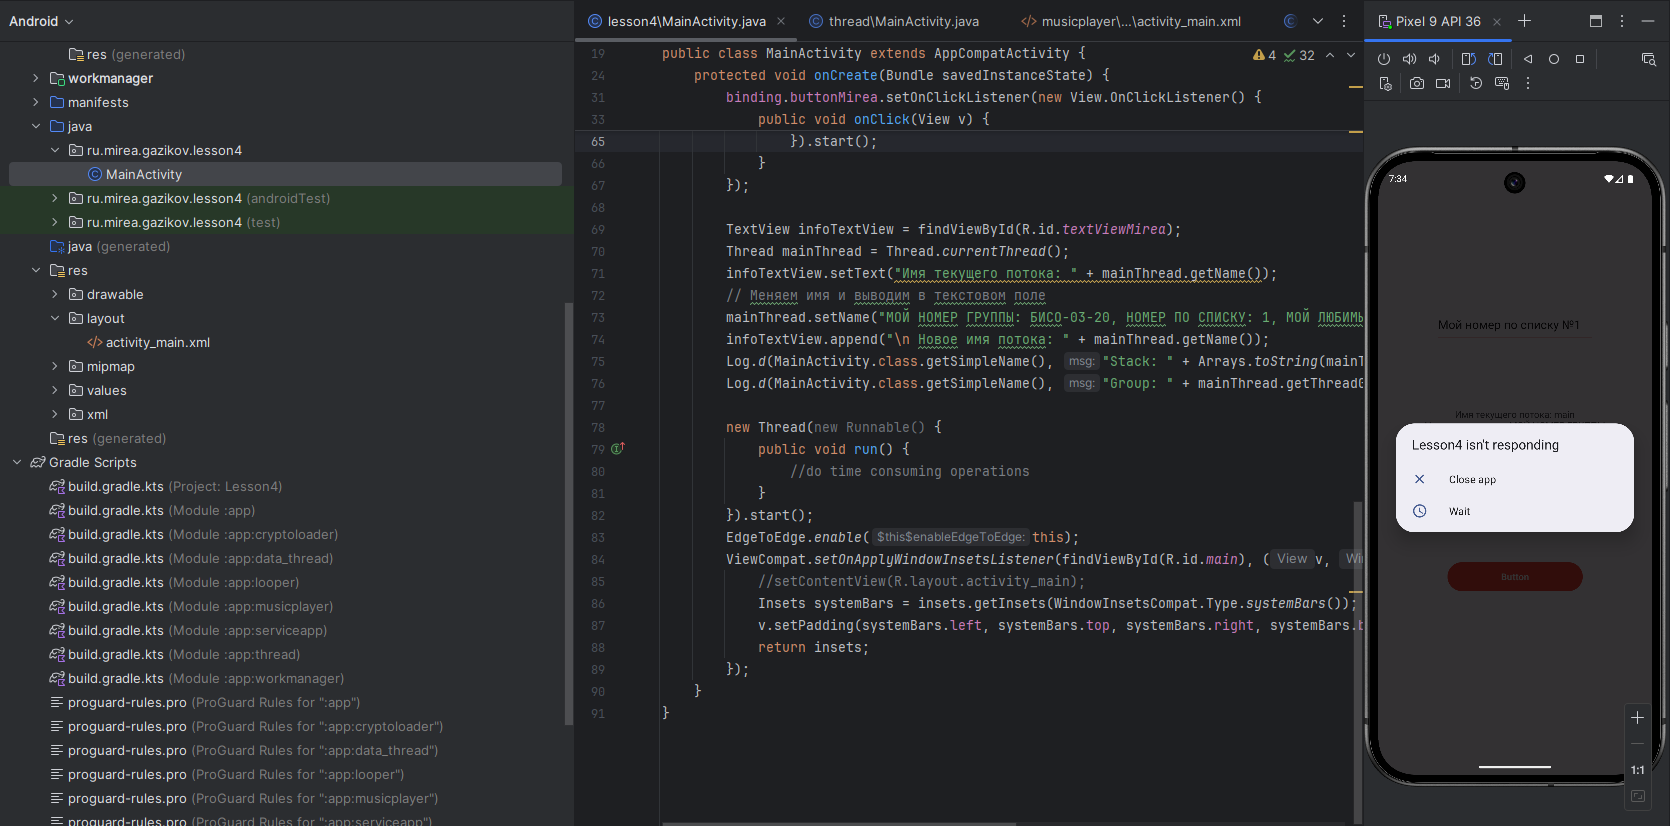 Android
res (generated)
workmanager
manifests
java
ru.mirea.gazikov.lesson4
MainActivity
ru.mirea.gazikov.lesson4 (androidTest)
ru.mirea.gazikov.lesson4 (test)
java (generated)
res
drawable
layout
activity_main.xml
mipmap
values
xml
res (generated)
Gradle Scripts
build.gradle.kts (Project: Lesson4)
build.gradle.kts (Module :app)
build.gradle.kts (Module :app:cryptoloader)
build.gradle.kts (Module :app:data_thread)
build.gradle.kts (Module :app:looper)
build.gradle.kts (Module :app:musicplayer)
build.gradle.kts (Module :app:serviceapp)
build.gradle.kts (Module :app:thread)
build.gradle.kts (Module :app:workmanager)
proguard-rules.pro (ProGuard Rules for ":app")
proguard-rules.pro (ProGuard Rules for ":app:cryptoloader")
proguard-rules.pro (ProGuard Rules for ":app:data_thread")
proguard-rules.pro (ProGuard Rules for ":app:looper")
proguard-rules.pro (ProGuard Rules for ":app:musicplayer")
proguard-rules.pro (ProGuard Rules for ":app:serviceapp")
lesson4\MainActivity.java thread\MainActivity.java musicplayer\...\activity_main.xml
4 32
19 public class MainActivity extends AppCompatActivity {
24 protected void onCreate(Bundle savedInstanceState) {
31 binding.buttonMirea.setOnClickListener(new View.OnClickListener() {
33 public void onClick(View v) {
65 }).start();
66 }
67 });
68
69 TextView infoTextView = findViewById(R.id.textViewMirea);
70 Thread mainThread = Thread.currentThread();
71 infoTextView.setText("Имя текущего потока: " + mainThread.getName());
72 // Меняем имя и выводим в текстовом поле
73 mainThread.setName("МОЙ НОМЕР ГРУППЫ: БИСО-03-20, НОМЕР ПО СПИСКУ: 1, МОЙ ЛЮБИМЫ
74 infoTextView.append("\n Новое имя потока: " + mainThread.getName());
75 Log.d(MainActivity.class.getSimpleName(), msg: "Stack: " + Arrays.toString(mainT
76 Log.d(MainActivity.class.getSimpleName(), msg: "Group: " + mainThread.getThreadG
77
78 new Thread(new Runnable() {
79 public void run() {
80 //do time consuming operations
81 }
82 }).start();
83 EdgeToEdge.enable( $this$enableEdgeToEdge: this);
84 ViewCompat.setOnApplyWindowInsetsListener(findViewById(R.id.main), ( View v, Win
85 //setContentView(R.layout.activity_main);
86 Insets systemBars = insets.getInsets(WindowInsetsCompat.Type.systemBars());
87 v.setPadding(systemBars.left, systemBars.top, systemBars.right, systemBars.b
88 return insets;
89 });
90 }
91 }
Pixel 9 API 36
7:34
Мой номер по списку №1
Имя текущего потока: main
Lesson4 isn't responding
Close app
Wait
Button
1:1